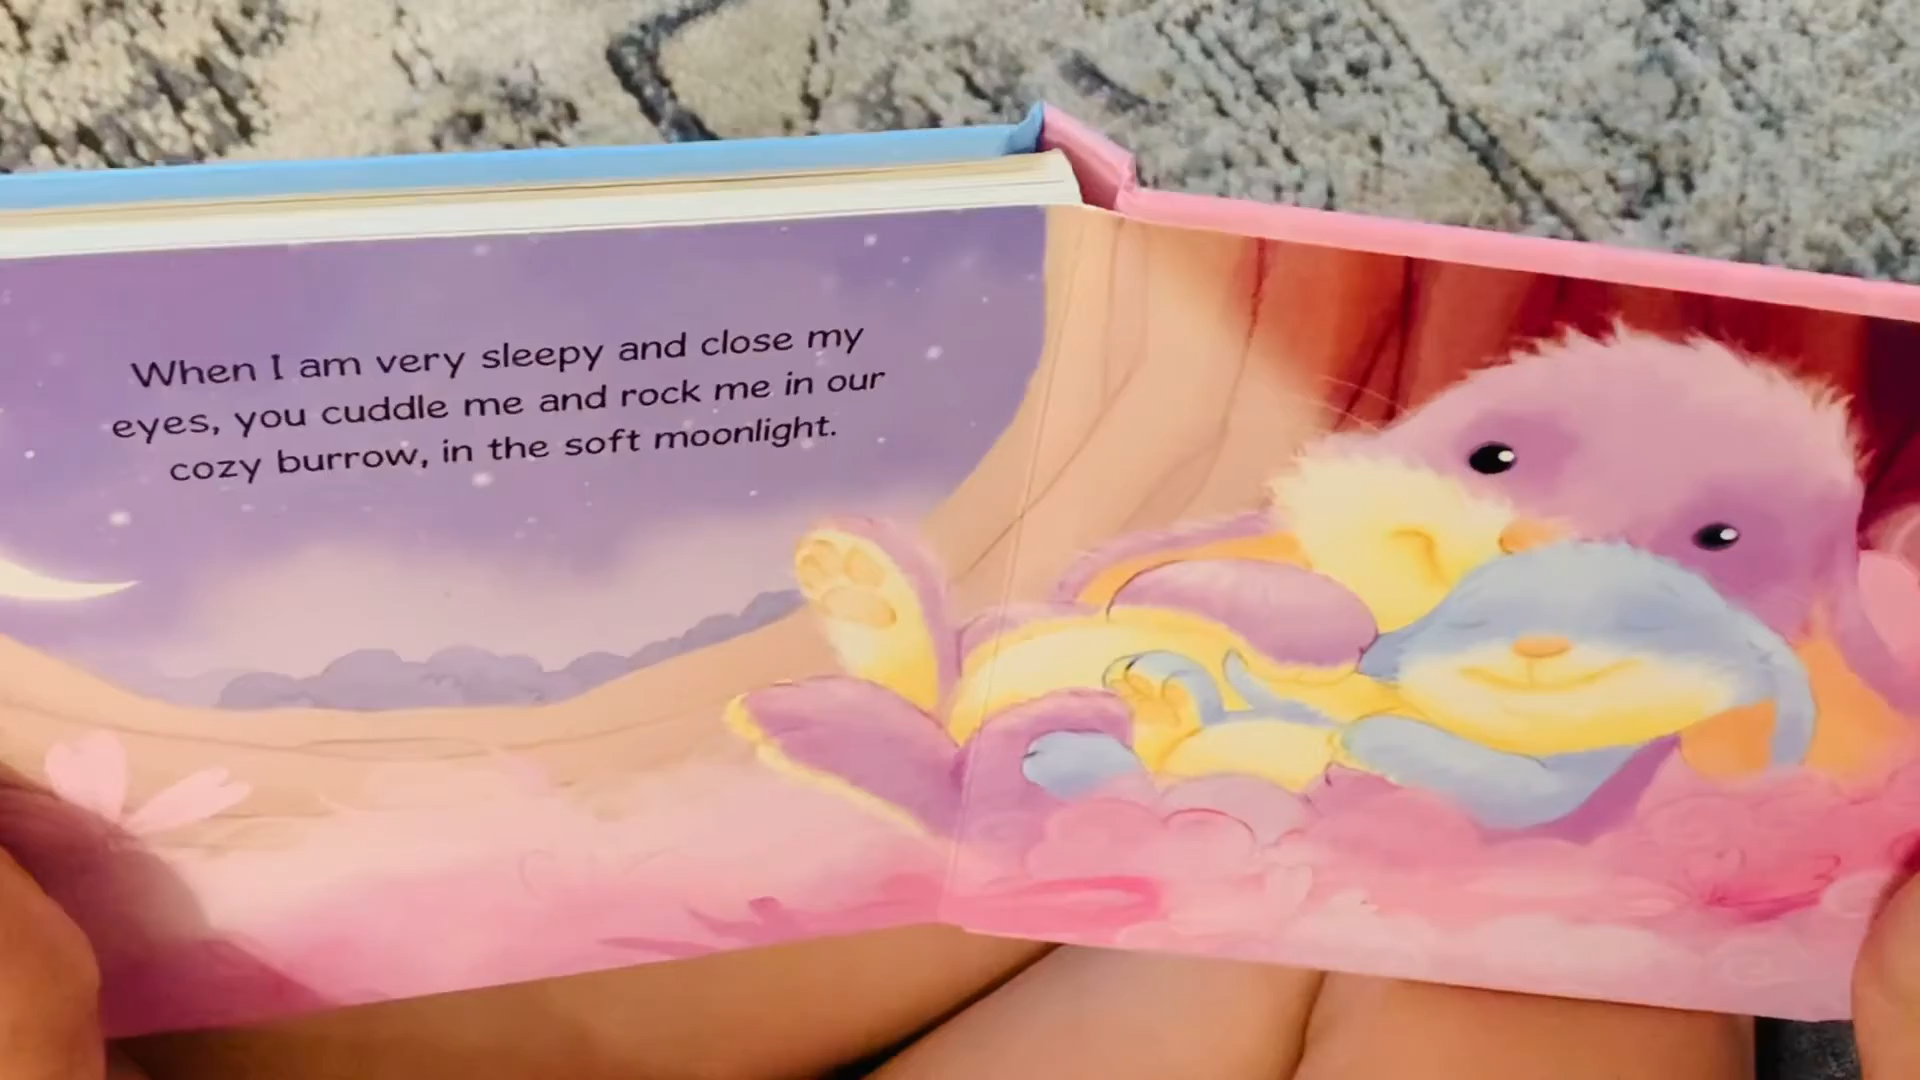 When I am very sleepy and close my
eyes, you cuddle me and rock me in our
cozy burrow, in the soft moonlight.